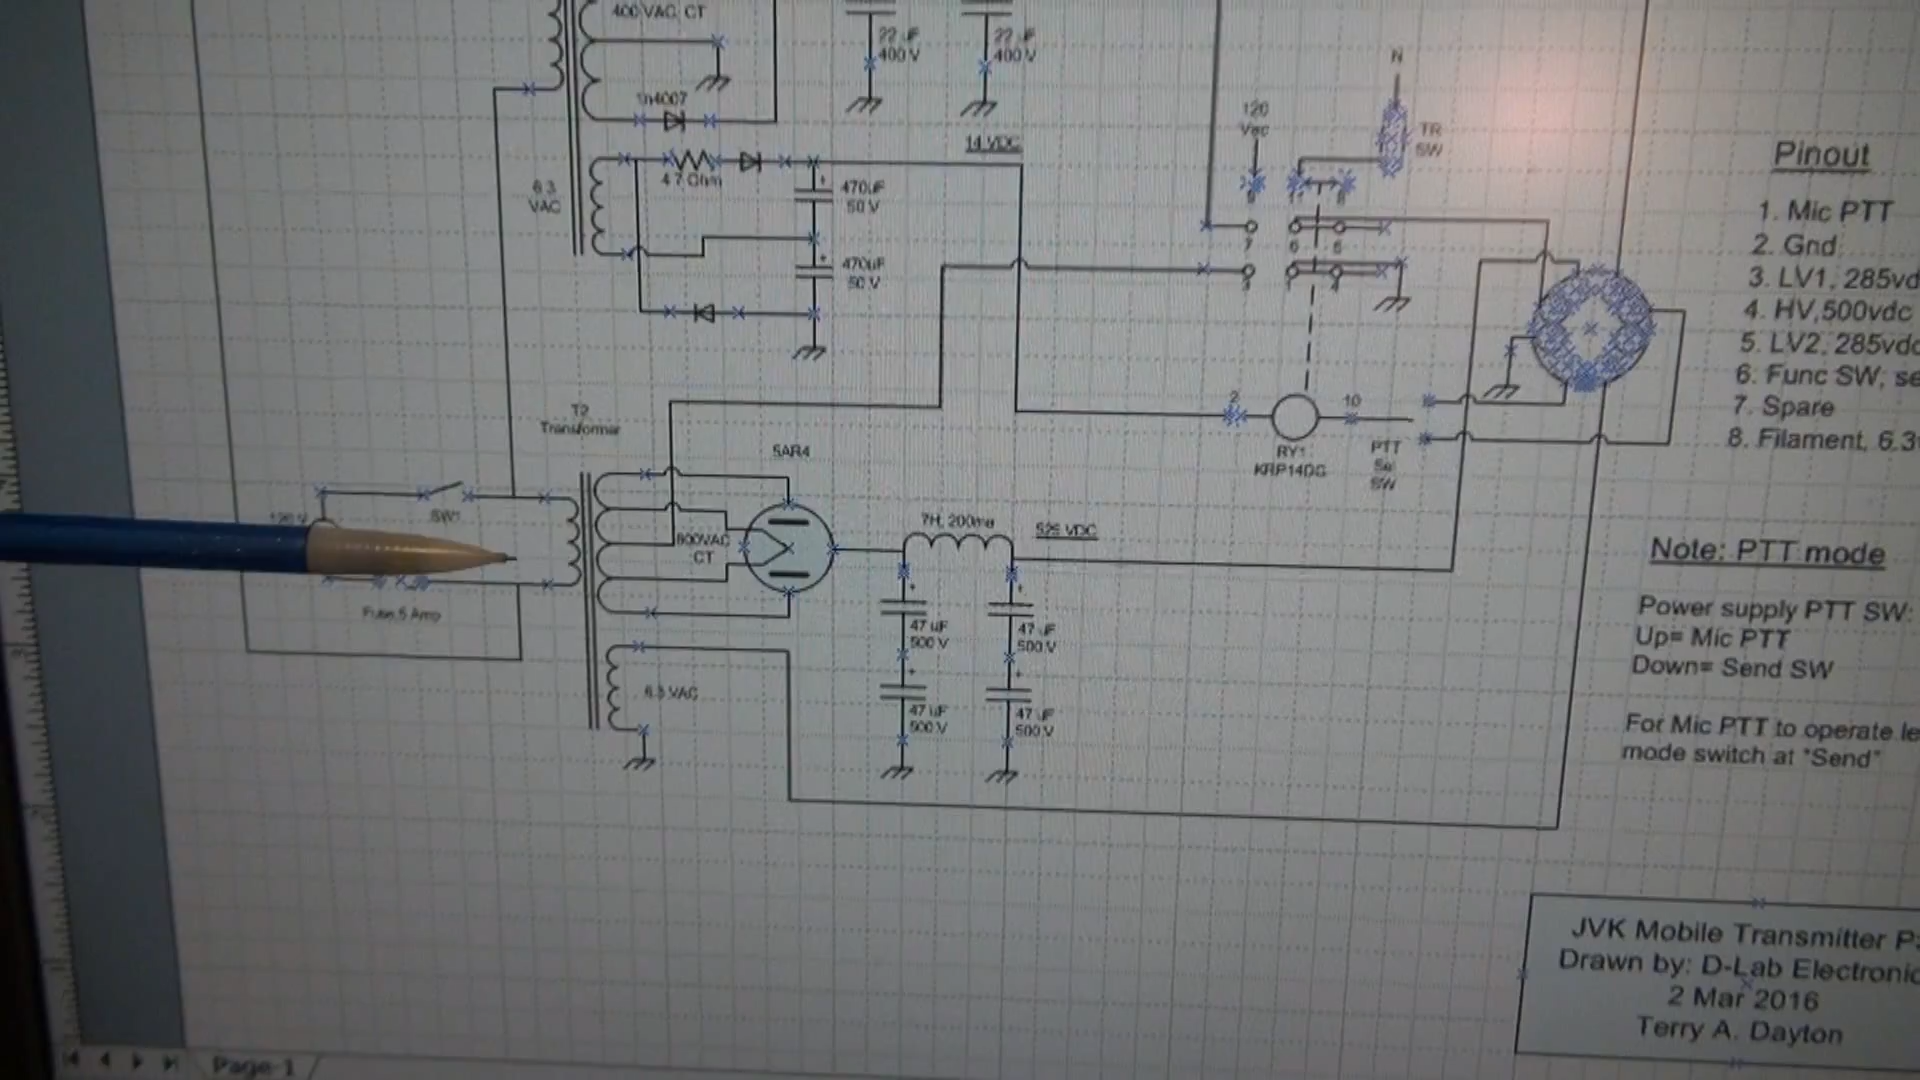 400 VAC CT
22 uF
400 V
22 uF
400 V
1n4007
14 VDC
4.7 Ohm
6.3
VAC
470uF
50 V
470uF
50 V
120
Vac
N
TR
SW
7
6
2
10
RY1
PTT
SW
Pinout
1. Mic PTT
2. Gnd
3. LV1, 285vd
4. HV,500vdc
5. LV2, 285vdc
6. Func SW, se
7. Spare
8. Filament, 6.3
T2
Transformer
5AR4
SW1
800VAC
CT
7H, 200ma
525 VDC
Fuse 5 Amp
47 uF
500 V
47 uF
500 V
47 uF
500 V
47 uF
500 V
6.3 VAC
Note: PTT mode
Power supply PTT SW:
Up= Mic PTT
Down= Send SW
For Mic PTT to operate le
mode switch at "Send"
JVK Mobile Transmitter P
Drawn by: D-Lab Electronic
2 Mar 2016
Terry A. Dayton
Page-1